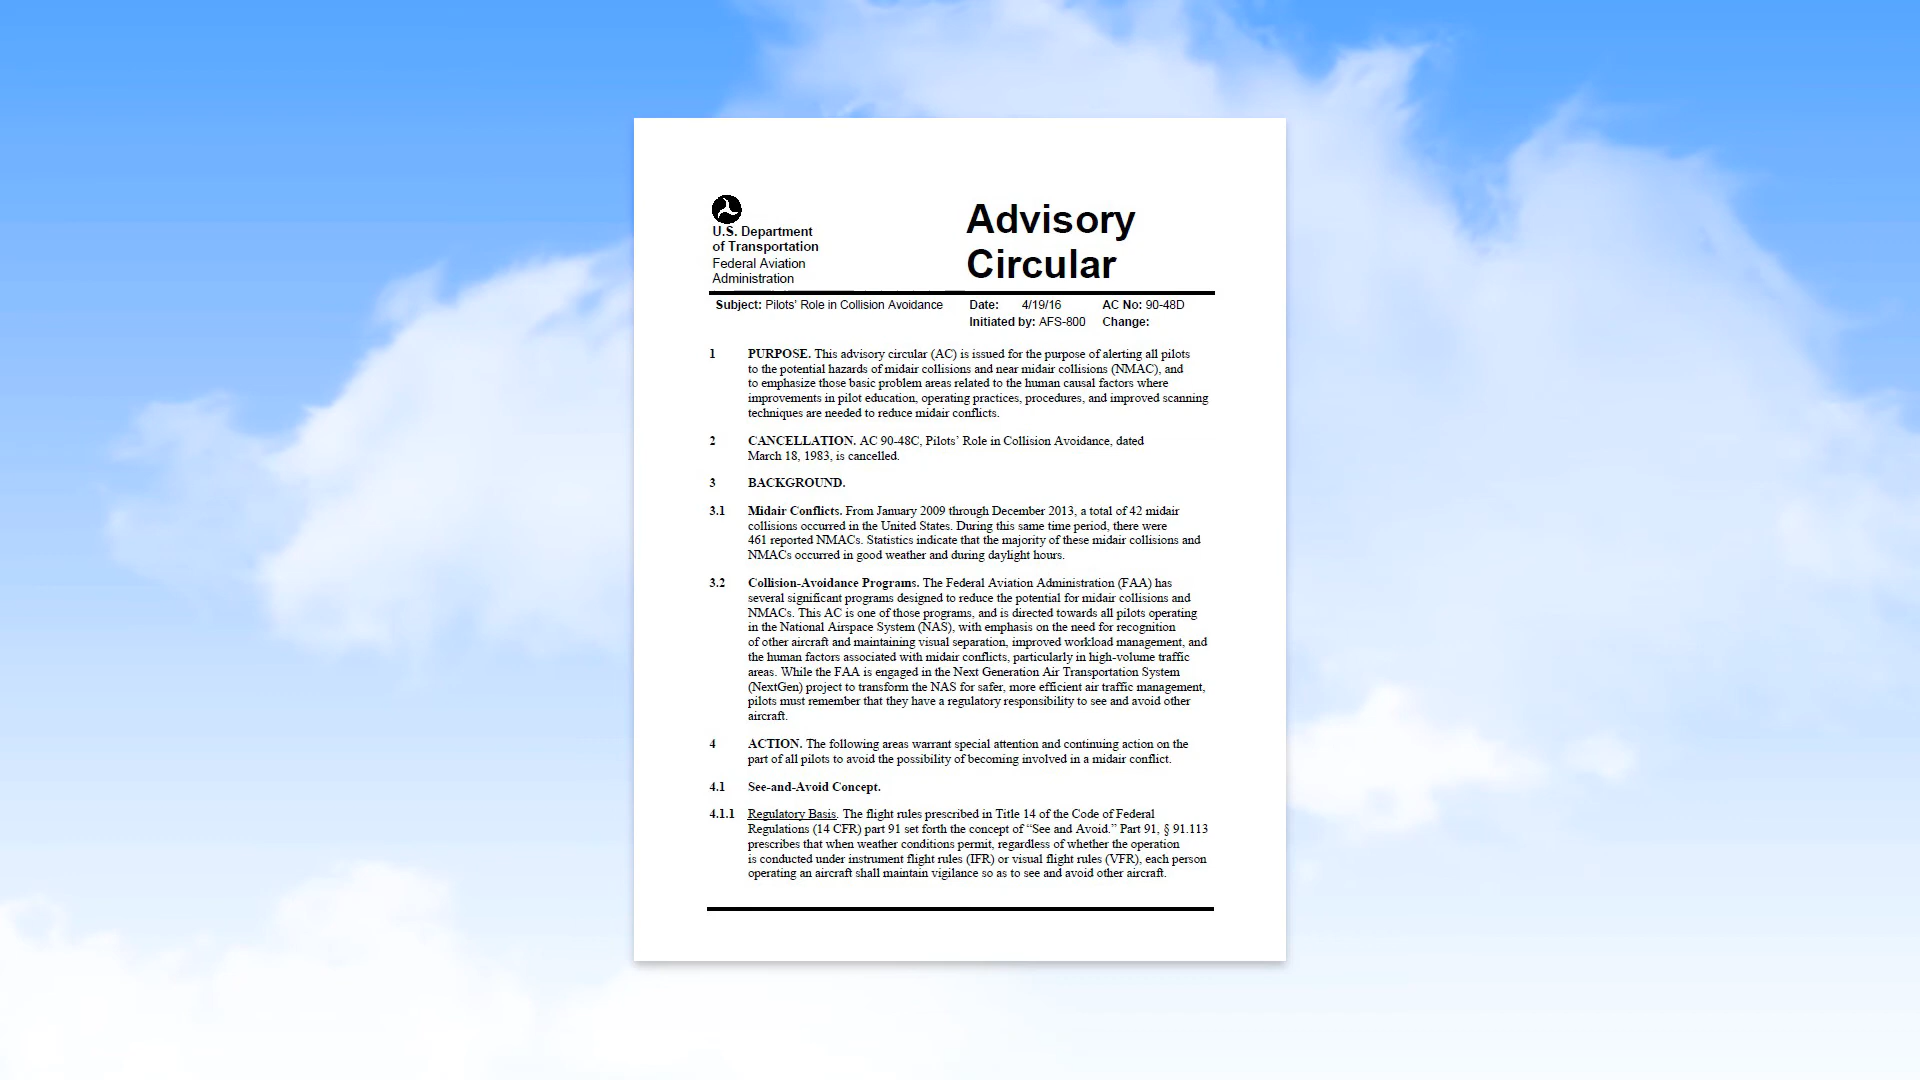 U.S. Department
of Transportation
Federal Aviation
Administration
Advisory
Circular
Subject: Pilots' Role in Collision Avoidance
Date: 4/19/16
AC No: 90-48D
Initiated by: AFS-800
Change:
1 PURPOSE. This advisory circular (AC) is issued for the purpose of alerting all pilots
to the potential hazards of midair collisions and near midair collisions (NMAC), and
to emphasize those basic problem areas related to the human causal factors where
improvements in pilot education, operating practices, procedures, and improved scanning
techniques are needed to reduce midair conflicts.
2 CANCELLATION. AC 90-48C, Pilots' Role in Collision Avoidance, dated
March 18, 1983, is cancelled.
3 BACKGROUND.
3.1 Midair Conflicts. From January 2009 through December 2013, a total of 42 midair
collisions occurred in the United States. During this same time period, there were
461 reported NMACs. Statistics indicate that the majority of these midair collisions and
NMACs occurred in good weather and during daylight hours.
3.2 Collision-Avoidance Programs. The Federal Aviation Administration (FAA) has
several significant programs designed to reduce the potential for midair collisions and
NMACs. This AC is one of those programs, and is directed towards all pilots operating
in the National Airspace System (NAS), with emphasis on the need for recognition
of other aircraft and maintaining visual separation, improved workload management, and
the human factors associated with midair conflicts, particularly in high-volume traffic
areas. While the FAA is engaged in the Next Generation Air Transportation System
(NextGen) project to transform the NAS for safer, more efficient air traffic management,
pilots must remember that they have a regulatory responsibility to see and avoid other
aircraft.
4 ACTION. The following areas warrant special attention and continuing action on the
part of all pilots to avoid the possibility of becoming involved in a midair conflict.
4.1 See-and-Avoid Concept.
4.1.1 Regulatory Basis. The flight rules prescribed in Title 14 of the Code of Federal
Regulations (14 CFR) part 91 set forth the concept of “See and Avoid.” Part 91, § 91.113
prescribes that when weather conditions permit, regardless of whether the operation
is conducted under instrument flight rules (IFR) or visual flight rules (VFR), each person
operating an aircraft shall maintain vigilance so as to see and avoid other aircraft.